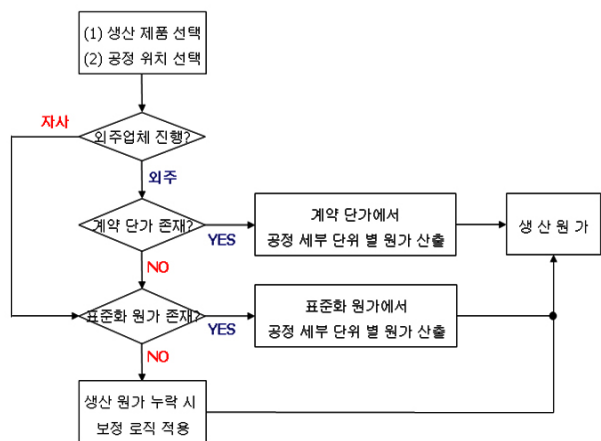 (1) 생산 제품 선택
(2) 공정 위치 선택
자사
외주업체 진행?
외주
계약 단가 존재?
YES
계약 단가에서
공정 세부 단위 별 원가 산출
생 산 원 가
NO
표준화 원가 존재?
YES
표준화 원가에서
공정 세부 단위 별 원가 산출
NO
생산 원가 누락 시
보정 로직 적용